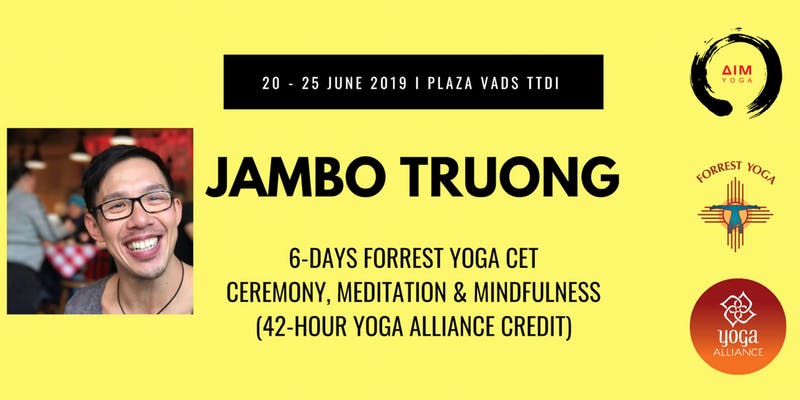 20 - 25 JUNE 2019 I PLAZA VADS TTDI
JAMBO TRUONG
6-DAYS FORREST YOGA CET
CEREMONY, MEDITATION & MINDFULNESS
(42-HOUR YOGA ALLIANCE CREDIT)
ΔIM
YOGA
FORREST YOGA
yoga
ALLIANCE